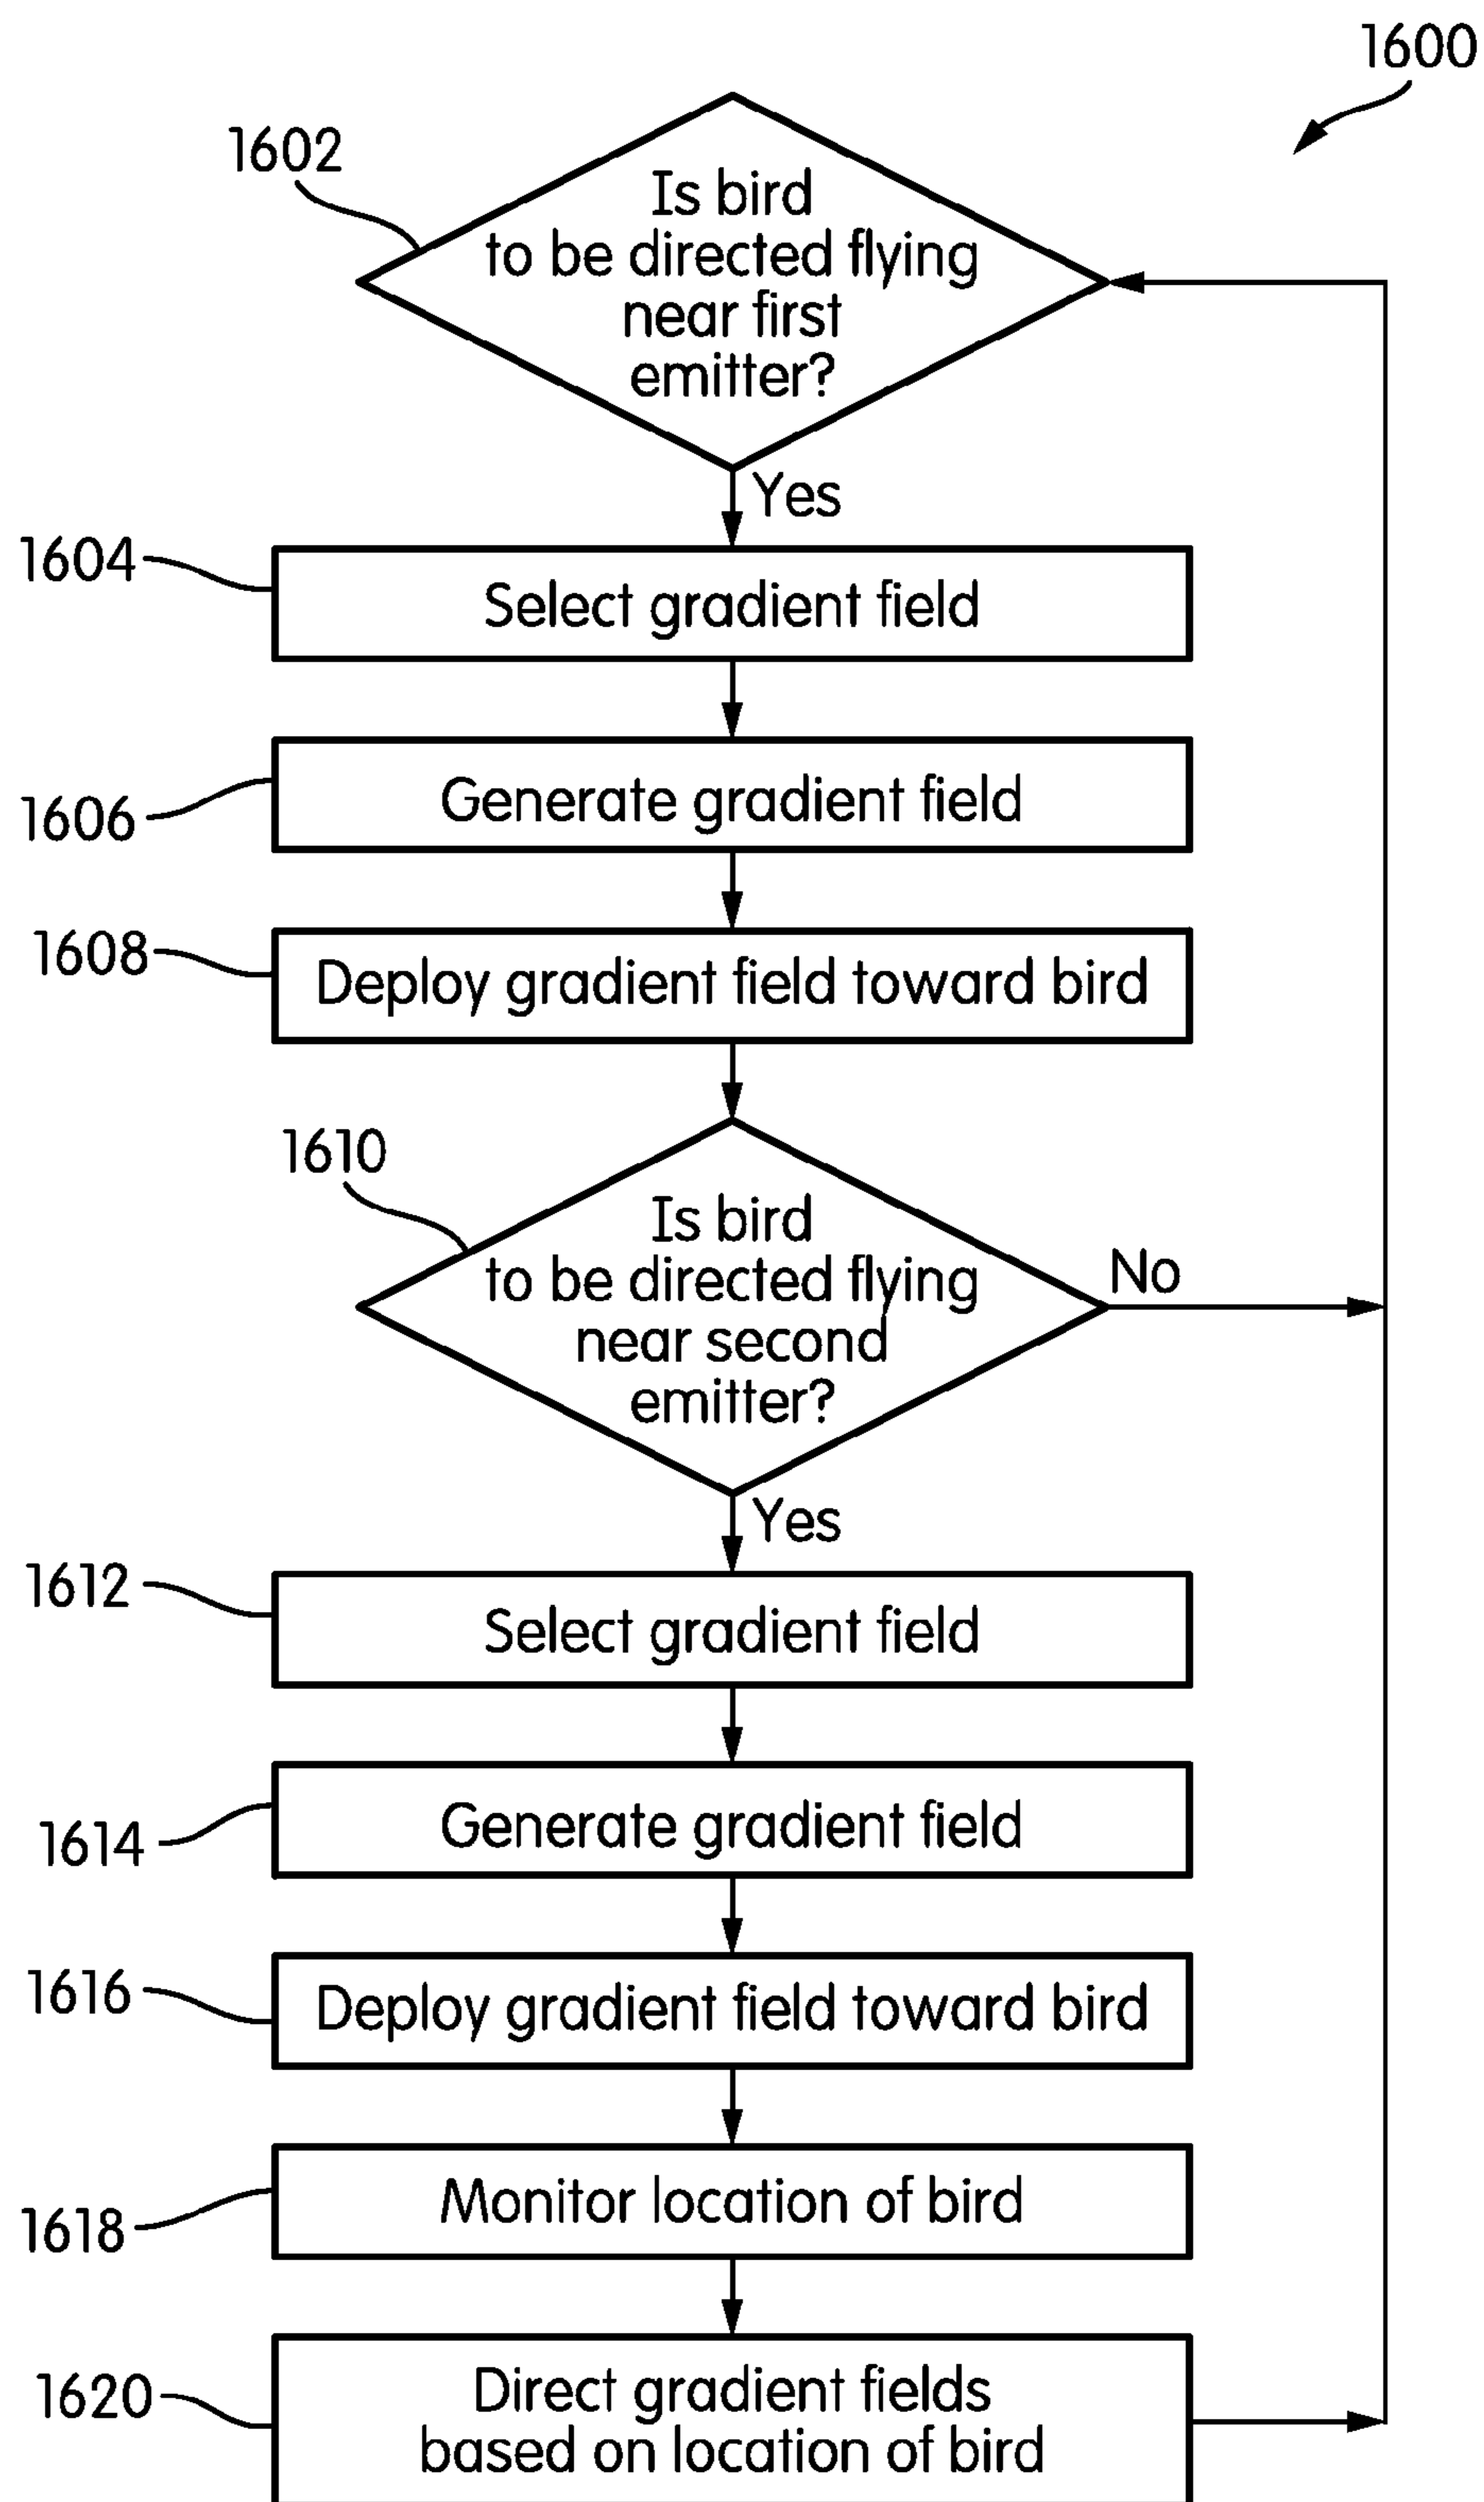 1600
1602
Is bird
to be directed flying
near first
emitter?
Yes
1604
Select gradient field
1606
Generate gradient field
1608
Deploy gradient field toward bird
1610
Is bird
to be directed flying
near second
emitter?
No
Yes
1612
Select gradient field
1614
Generate gradient field
1616
Deploy gradient field toward bird
1618
Monitor location of bird
1620
Direct gradient fields
based on location of bird